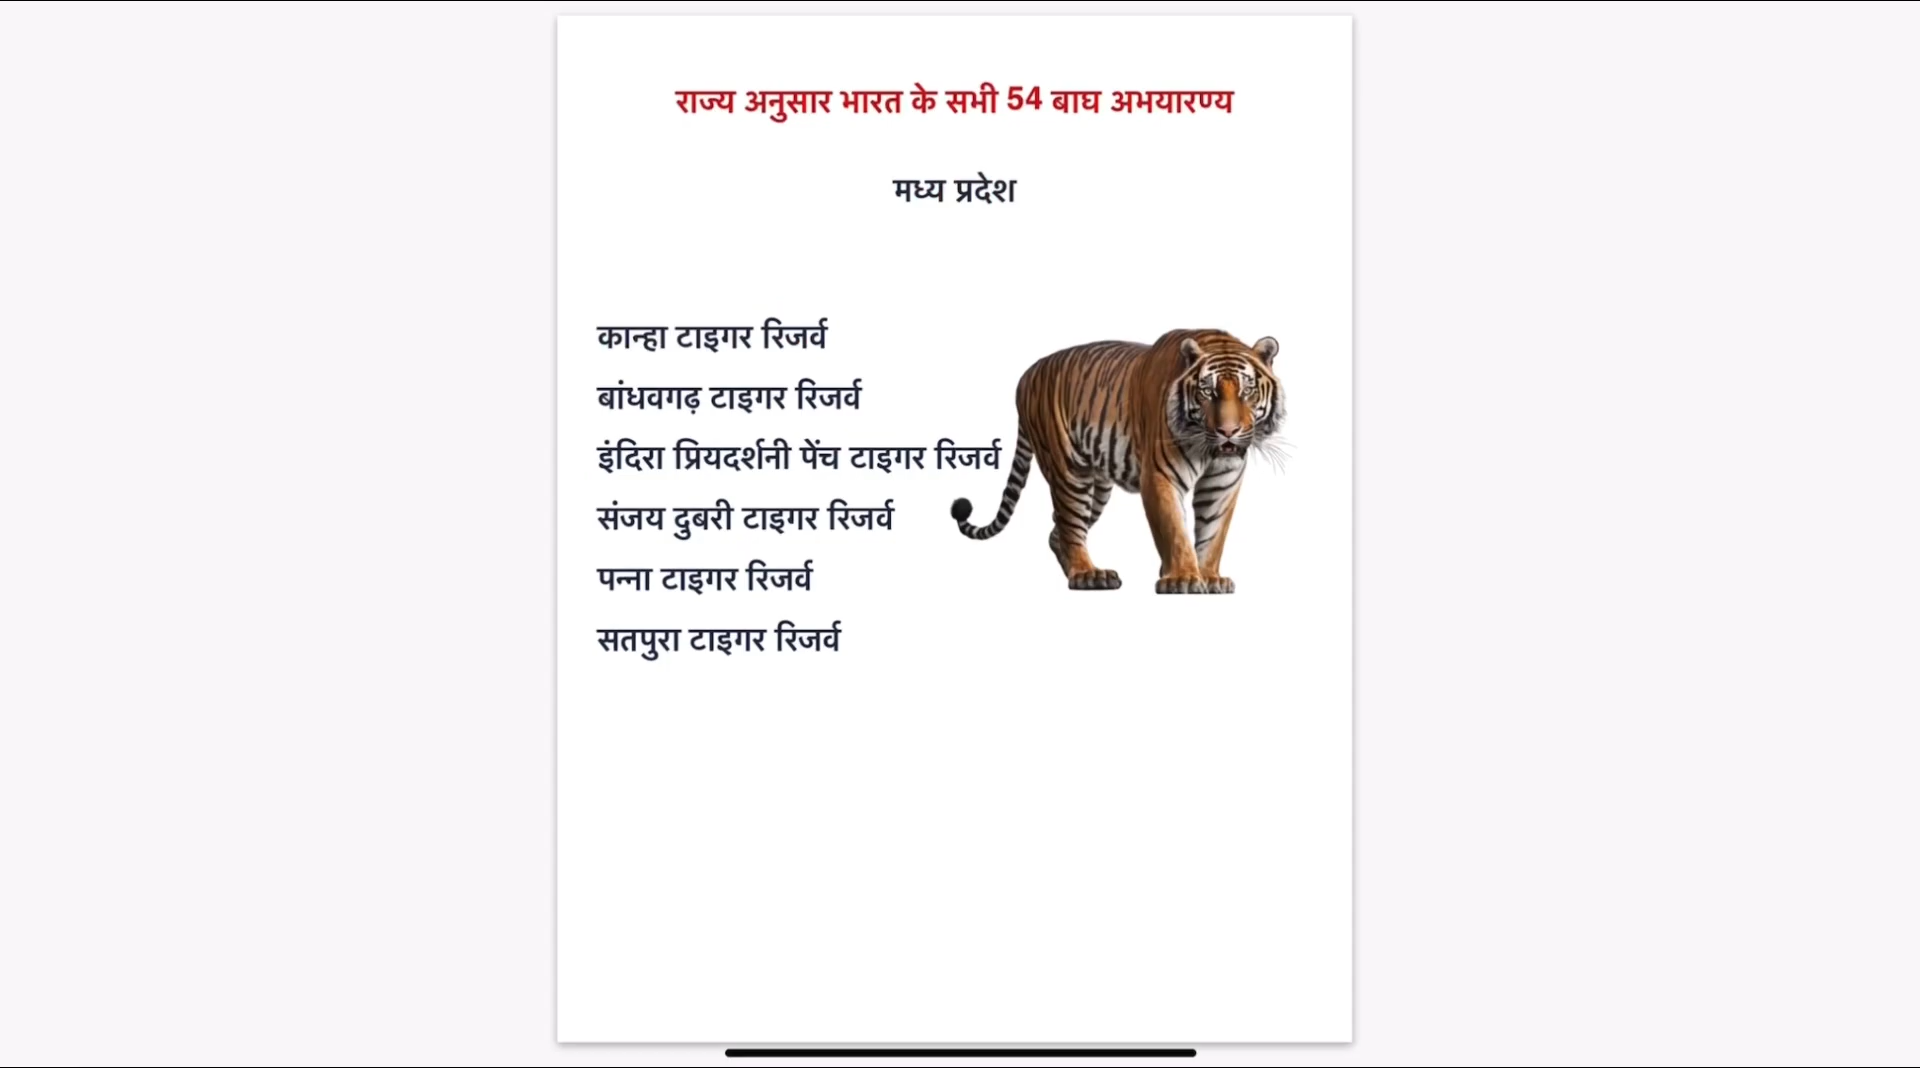 राज्य अनुसार भारत के सभी 54 बाघ अभयारण्य
मध्य प्रदेश
कान्हा टाइगर रिजर्व
बांधवगढ़ टाइगर रिजर्व
इंदिरा प्रियदर्शनी पेंच टाइगर रिजर्व
संजय दुबरी टाइगर रिजर्व
पन्ना टाइगर रिजर्व
सतपुरा टाइगर रिजर्व